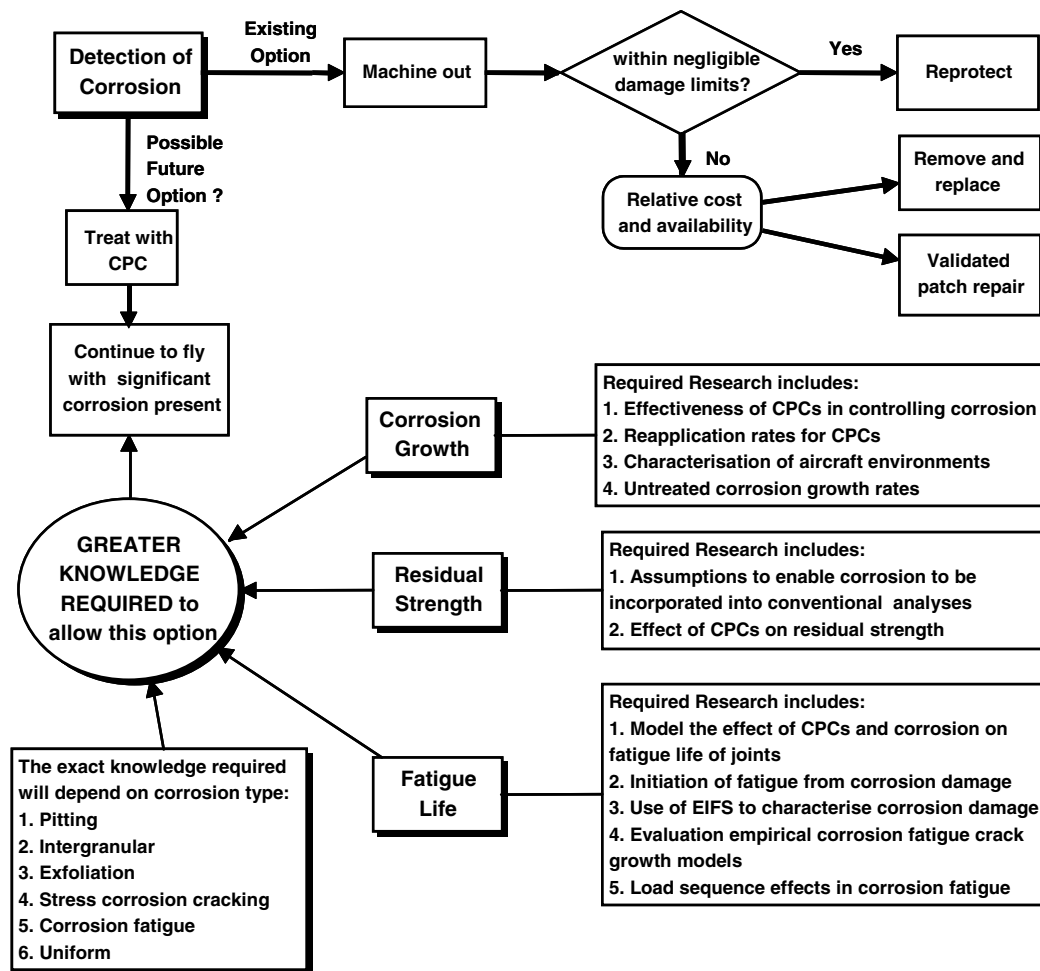 Detection of
Corrosion
Existing
Option
Machine out
within negligible
damage limits?
Yes
Reprotect
No
Relative cost
and availability
Remove and
replace
Validated
patch repair
Possible
Future
Option ?
Treat with
CPC
Continue to fly
with significant
corrosion present
GREATER
KNOWLEDGE
REQUIRED to
allow this option
Corrosion
Growth
Required Research includes:
1. Effectiveness of CPCs in controlling corrosion
2. Reapplication rates for CPCs
3. Characterisation of aircraft environments
4. Untreated corrosion growth rates
Residual
Strength
Required Research includes:
1. Assumptions to enable corrosion to be
incorporated into conventional analyses
2. Effect of CPCs on residual strength
Fatigue
Life
Required Research includes:
1. Model the effect of CPCs and corrosion on
fatigue life of joints
2. Initiation of fatigue from corrosion damage
3. Use of EIFS to characterise corrosion damage
4. Evaluation empirical corrosion fatigue crack
growth models
5. Load sequence effects in corrosion fatigue
The exact knowledge required
will depend on corrosion type:
1. Pitting
2. Intergranular
3. Exfoliation
4. Stress corrosion cracking
5. Corrosion fatigue
6. Uniform